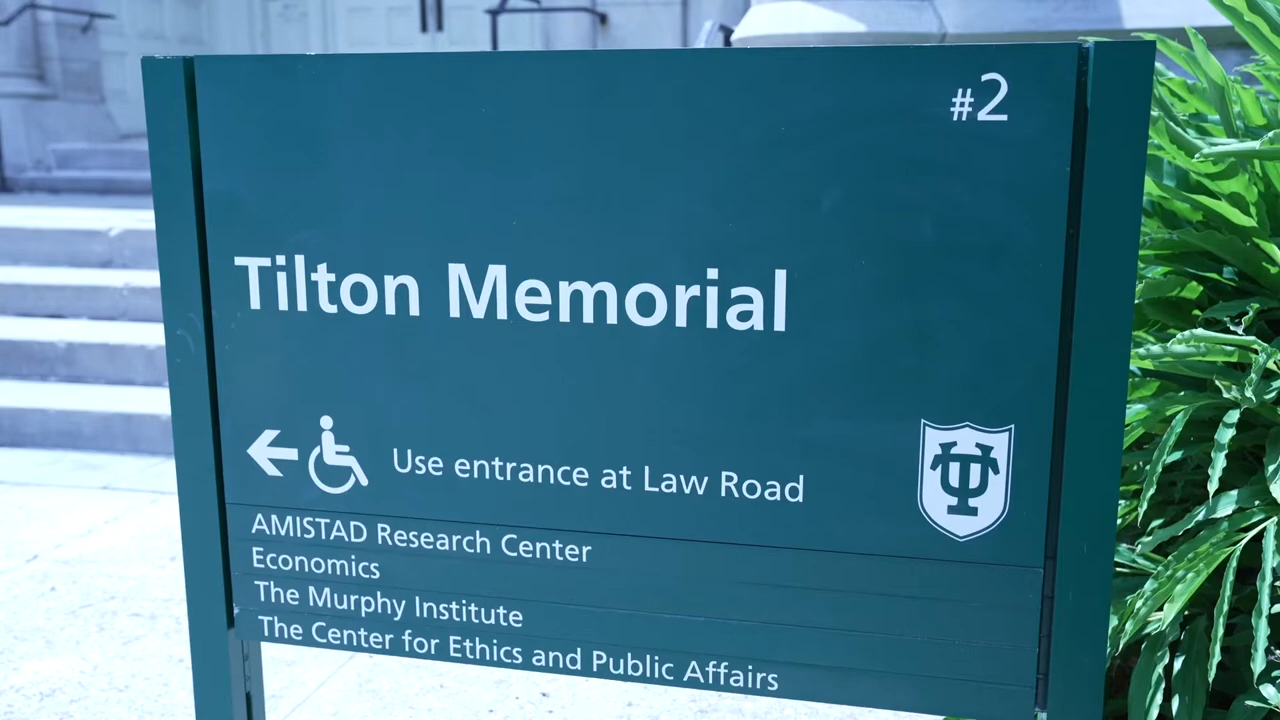 #2
Tilton Memorial
Use entrance at Law Road
AMISTAD Research Center
Economics
The Murphy Institute
The Center for Ethics and Public Affairs